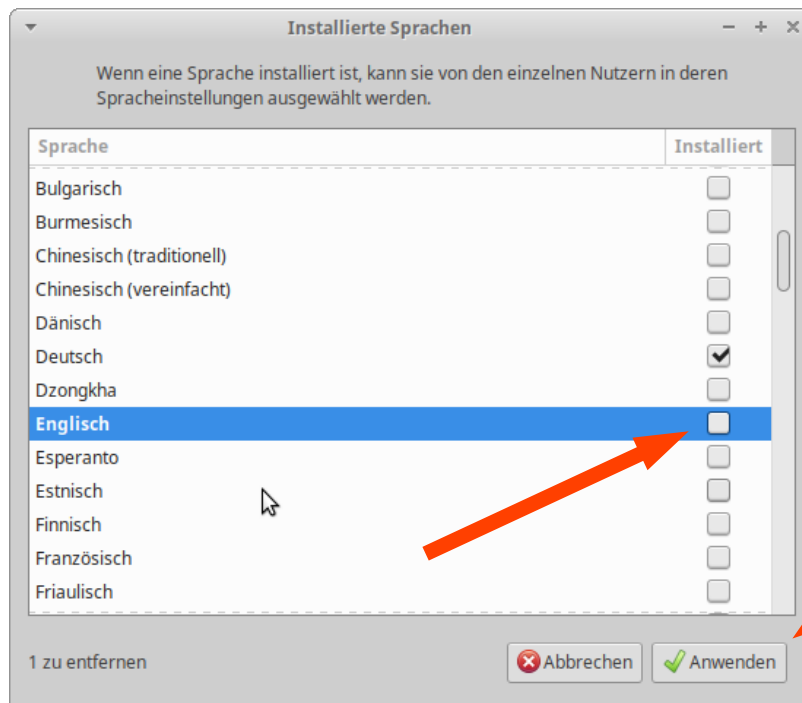 Installierte Sprachen
Wenn eine Sprache installiert ist, kann sie von den einzelnen Nutzern in deren
Spracheinstellungen ausgewählt werden.
Sprache Installiert
Bulgarisch
Burmesisch
Chinesisch (traditionell)
Chinesisch (vereinfacht)
Dänisch
Deutsch
Dzongkha
Englisch
Esperanto
Estnisch
Finnisch
Französisch
Friaulisch
1 zu entfernen Abbrechen Anwenden